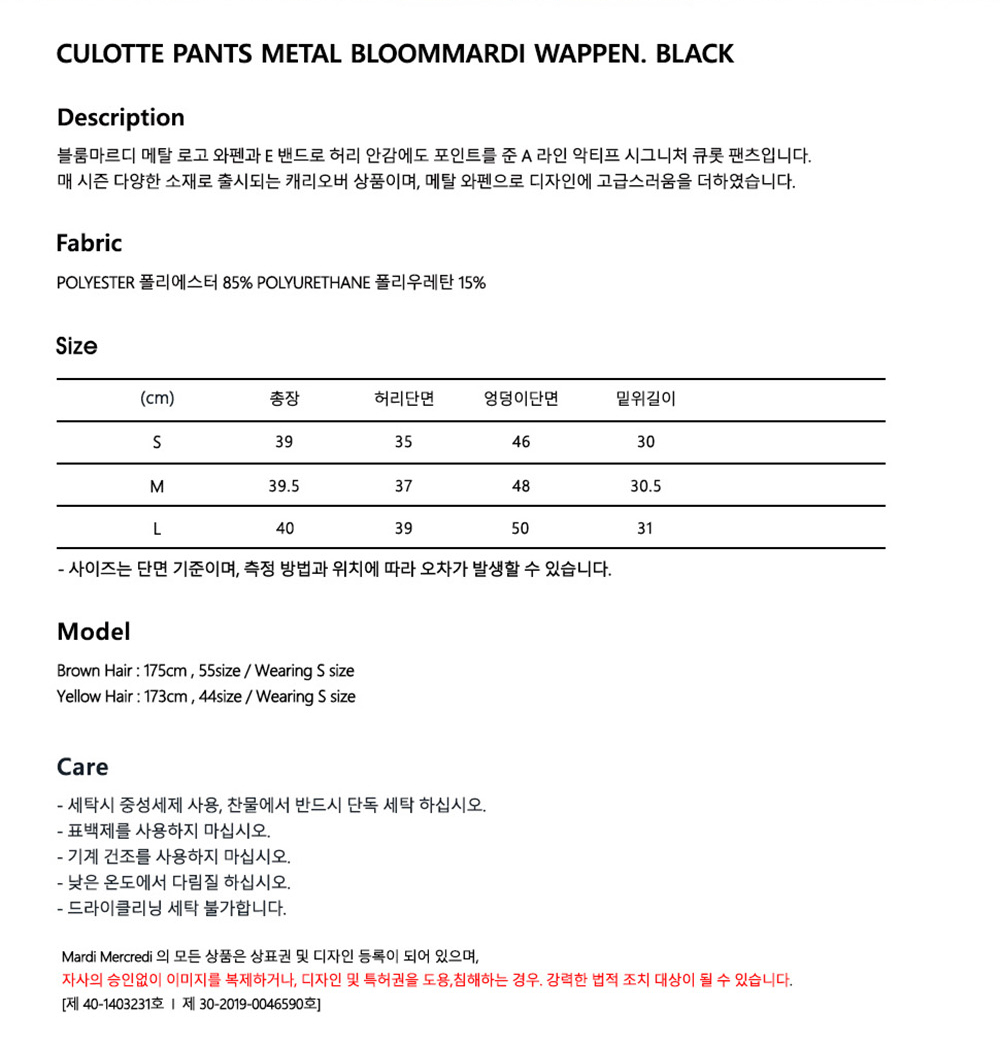 CULOTTE PANTS METAL BLOOMMARDI WAPPEN. BLACK
Description
블룸마르디 메탈 로고 와펜과 E 밴드로 허리 안감에도 포인트를 준 A 라인 악티프 시그니처 큐롯 팬츠입니다.
매 시즌 다양한 소재로 출시되는 캐리오버 상품이며, 메탈 와펜으로 디자인에 고급스러움을 더하였습니다.
Fabric
POLYESTER 폴리에스터 85% POLYURETHANE 폴리우레탄 15%
Size
(cm) 총장 허리단면 엉덩이단면 밑위길이
S 39 35 46 30
M 39.5 37 48 30.5
L 40 39 50 31
- 사이즈는 단면 기준이며, 측정 방법과 위치에 따라 오차가 발생할 수 있습니다.
Model
Brown Hair : 175cm , 55size / Wearing S size
Yellow Hair : 173cm , 44size / Wearing S size
Care
- 세탁시 중성세제 사용, 찬물에서 반드시 단독 세탁 하십시오.
- 표백제를 사용하지 마십시오.
- 기계 건조를 사용하지 마십시오.
- 낮은 온도에서 다림질 하십시오.
- 드라이클리닝 세탁 불가합니다.
Mardi Mercredi 의 모든 상품은 상표권 및 디자인 등록이 되어 있으며,
자사의 승인없이 이미지를 복제하거나, 디자인 및 특허권을 도용,침해하는 경우. 강력한 법적 조치 대상이 될 수 있습니다.
[제 40-1403231호 ㅣ 제 30-2019-0046590호]